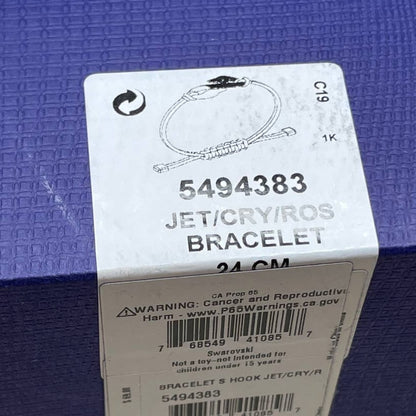 C19
1K
5494383
JET/CRY/ROS
BRACELET
24 CM
CA Prop 65
WARNING: Cancer and Reproductive
Harm - www.P65Warnings.ca.gov
7 68549 41085 7
Swarovski
Not a toy-not intended for
children under 15 years
BRACELET S HOOK JET/CRY/R
5494383